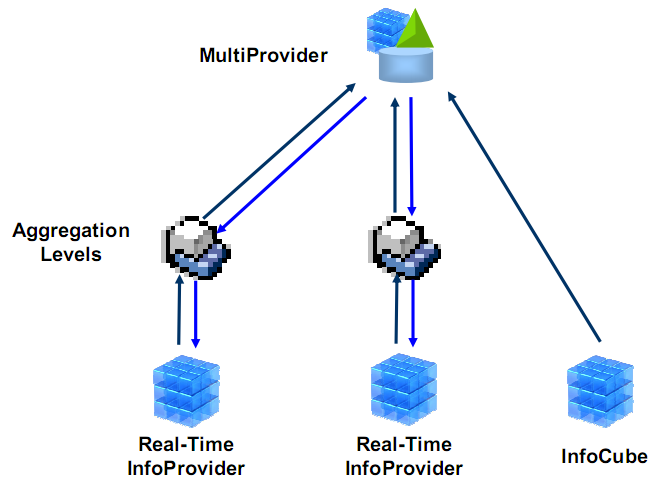 MultiProvider
Aggregation
Levels
Real-Time
InfoProvider
Real-Time
InfoProvider
InfoCube